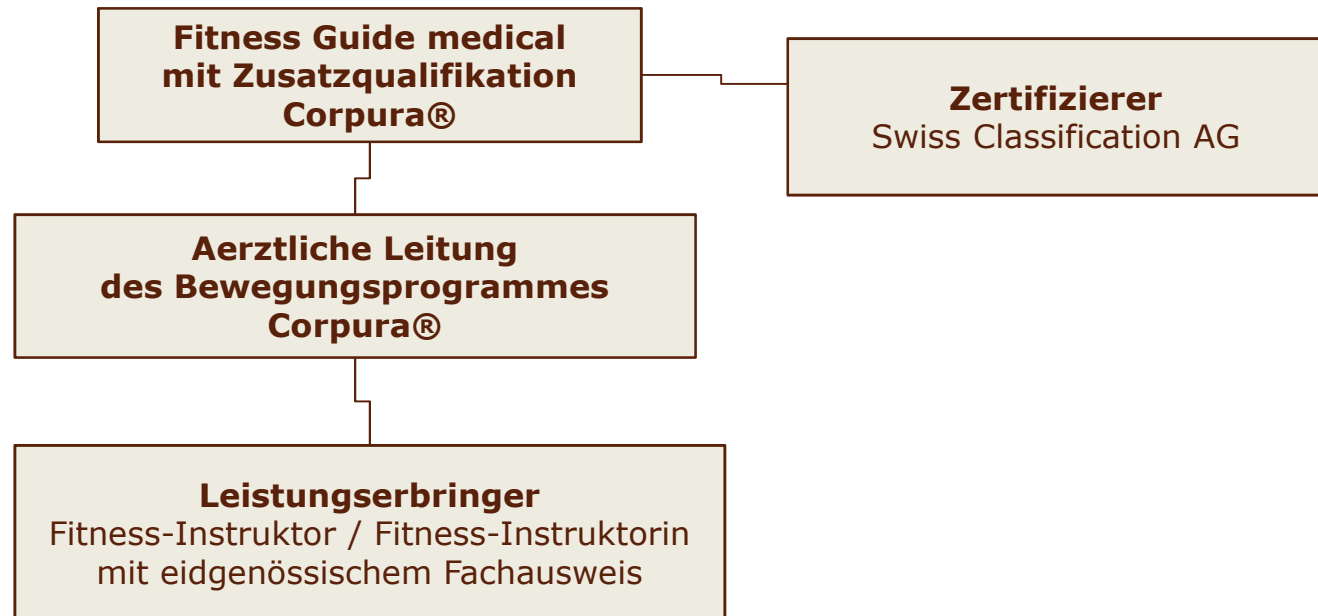 Fitness Guide medical
mit Zusatzqualifikation
Corpura®
Zertifizierer
Swiss Classification AG
Aerztliche Leitung
des Bewegungsprogrammes
Corpura®
Leistungserbringer
Fitness-Instruktor / Fitness-Instruktorin
mit eidgenössischem Fachausweis